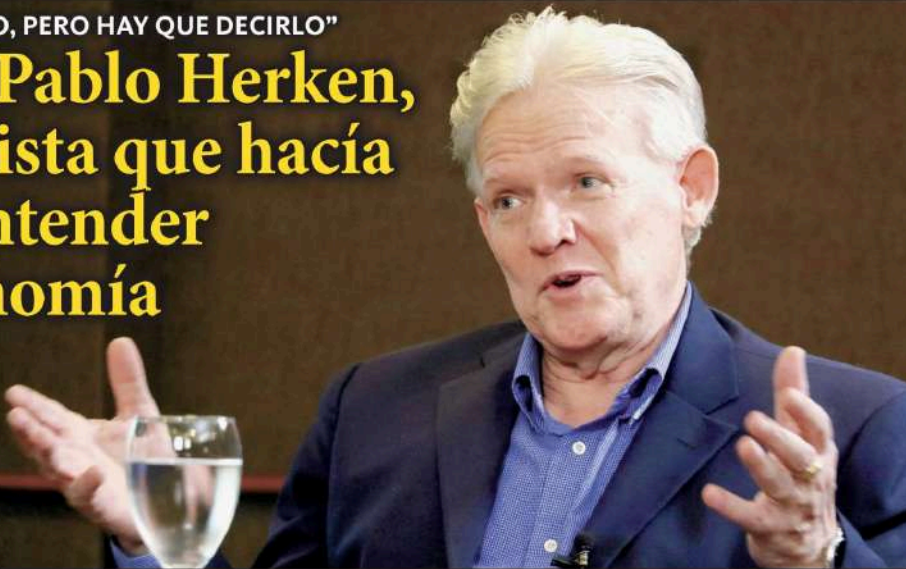 O, PERO HAY QUE DECIRLO”
Pablo Herken,
ista que hacía
ntender
nomía